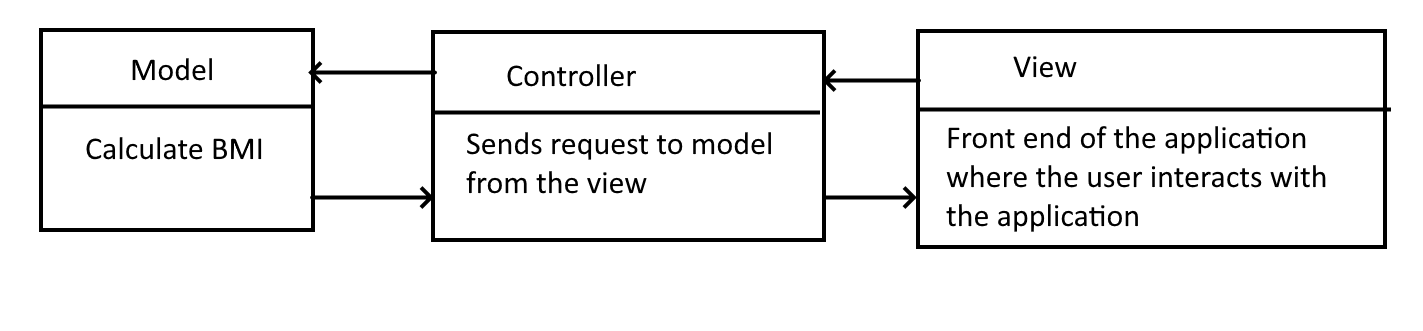 Model
Calculate BMI
Controller
Sends request to model
from the view
View
Front end of the application
where the user interacts with
the application